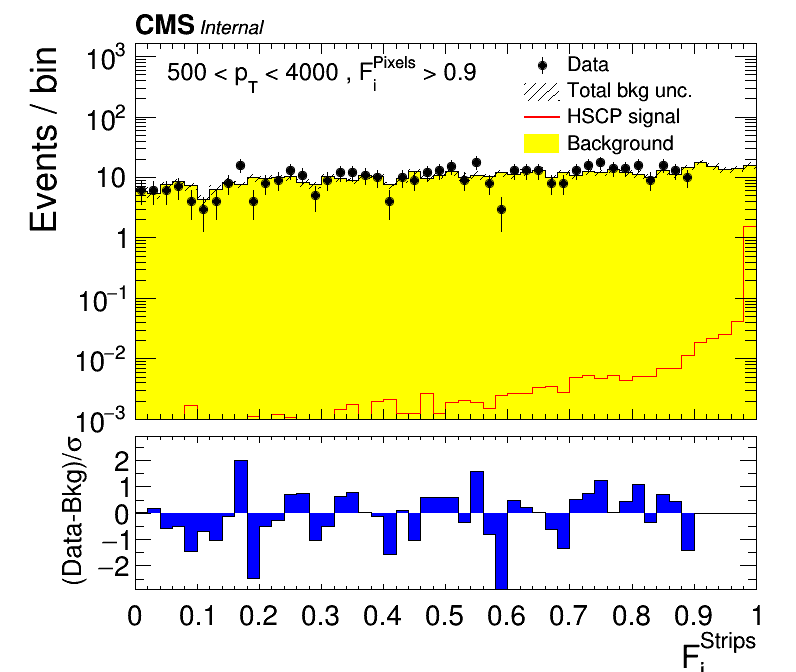 CMS Internal
500 < p_T < 4000 , F_i^Pixels > 0.9
Data
Total bkg unc.
HSCP signal
Background
Events / bin
10^3
10^2
10
1
10^−1
10^−2
10^−3
(Data-Bkg)/σ
2
1
0
−1
−2
0 0.1 0.2 0.3 0.4 0.5 0.6 0.7 0.8 0.9 1
F_i^Strips